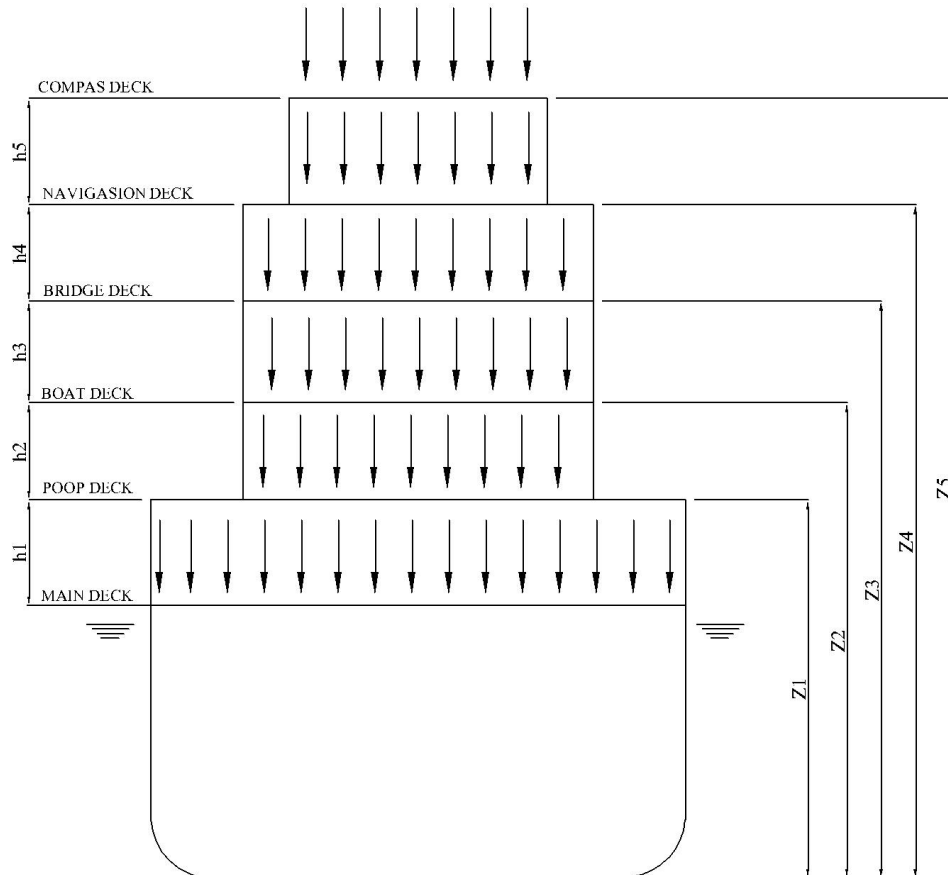 COMPAS DECK
h5
NAVIGASION DECK
h4
BRIDGE DECK
h3
BOAT DECK
h2
POOP DECK
h1
MAIN DECK
Z1
Z2
Z3
Z4
Z5